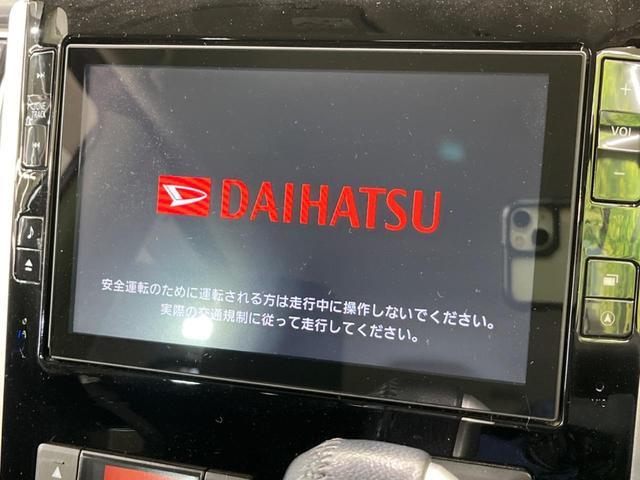 TUNE
TRACK
VOL
DAIHATSU
安全運転のために運転される方は走行中に操作しないでください。
実際の交通規制に従って走行してください。